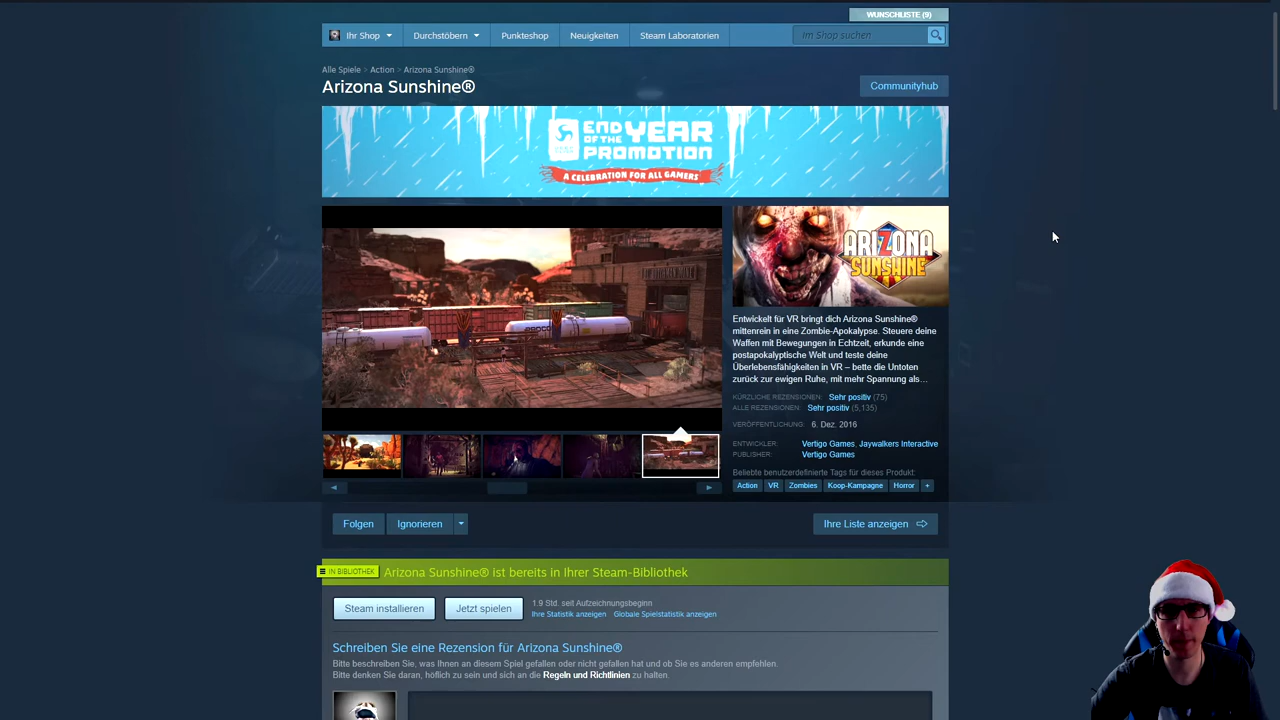 WUNSCHLISTE (9)
Ihr Shop
Durchstöbern
Punkteshop
Neuigkeiten
Steam Laboratorien
Im Shop suchen
Alle Spiele > Action > Arizona Sunshine®
Arizona Sunshine®
Communityhub
END OF THE YEAR
PROMOTION
A CELEBRATION FOR ALL GAMERS
ARIZONA
SUNSHINE
Entwickelt für VR bringt dich Arizona Sunshine®
mittenrein in eine Zombie-Apokalypse. Steuere deine
Waffen mit Bewegungen in Echtzeit, erkunde eine
postapokalyptische Welt und teste deine
Überlebensfähigkeiten in VR – bette die Untoten
zurück zur ewigen Ruhe, mit mehr Spannung als…
KÜRZLICHE REZENSIONEN: Sehr positiv (75)
ALLE REZENSIONEN: Sehr positiv (5,135)
VERÖFFENTLICHUNG: 6. Dez. 2016
ENTWICKLER: Vertigo Games, Jaywalkers Interactive
PUBLISHER: Vertigo Games
Beliebte benutzerdefinierte Tags für dieses Produkt:
Action VR Zombies Koop-Kampagne Horror +
Folgen
Ignorieren
Ihre Liste anzeigen
IN BIBLIOTHEK
Arizona Sunshine® ist bereits in Ihrer Steam-Bibliothek
Steam installieren
Jetzt spielen
1.9 Std. seit Aufzeichnungsbeginn
Ihre Statistik anzeigen Globale Spielstatistik anzeigen
Schreiben Sie eine Rezension für Arizona Sunshine®
Bitte beschreiben Sie, was Ihnen an diesem Spiel gefallen oder nicht gefallen hat und ob Sie es anderen empfehlen.
Bitte denken Sie daran, höflich zu sein und sich an die Regeln und Richtlinien zu halten.